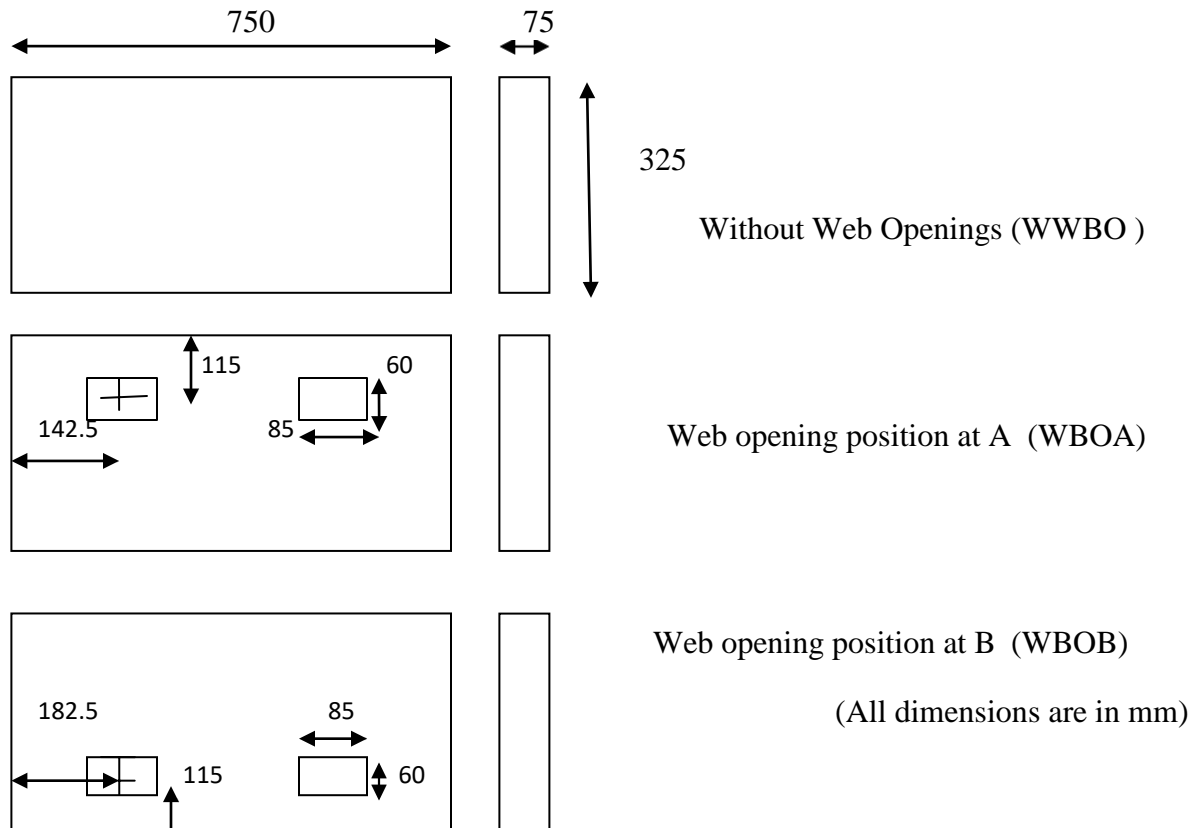 750 75
325
Without Web Openings (WWBO )
115 60
142.5 85
Web opening position at A (WBOA)
Web opening position at B (WBOB)
182.5 85
(All dimensions are in mm)
115 60